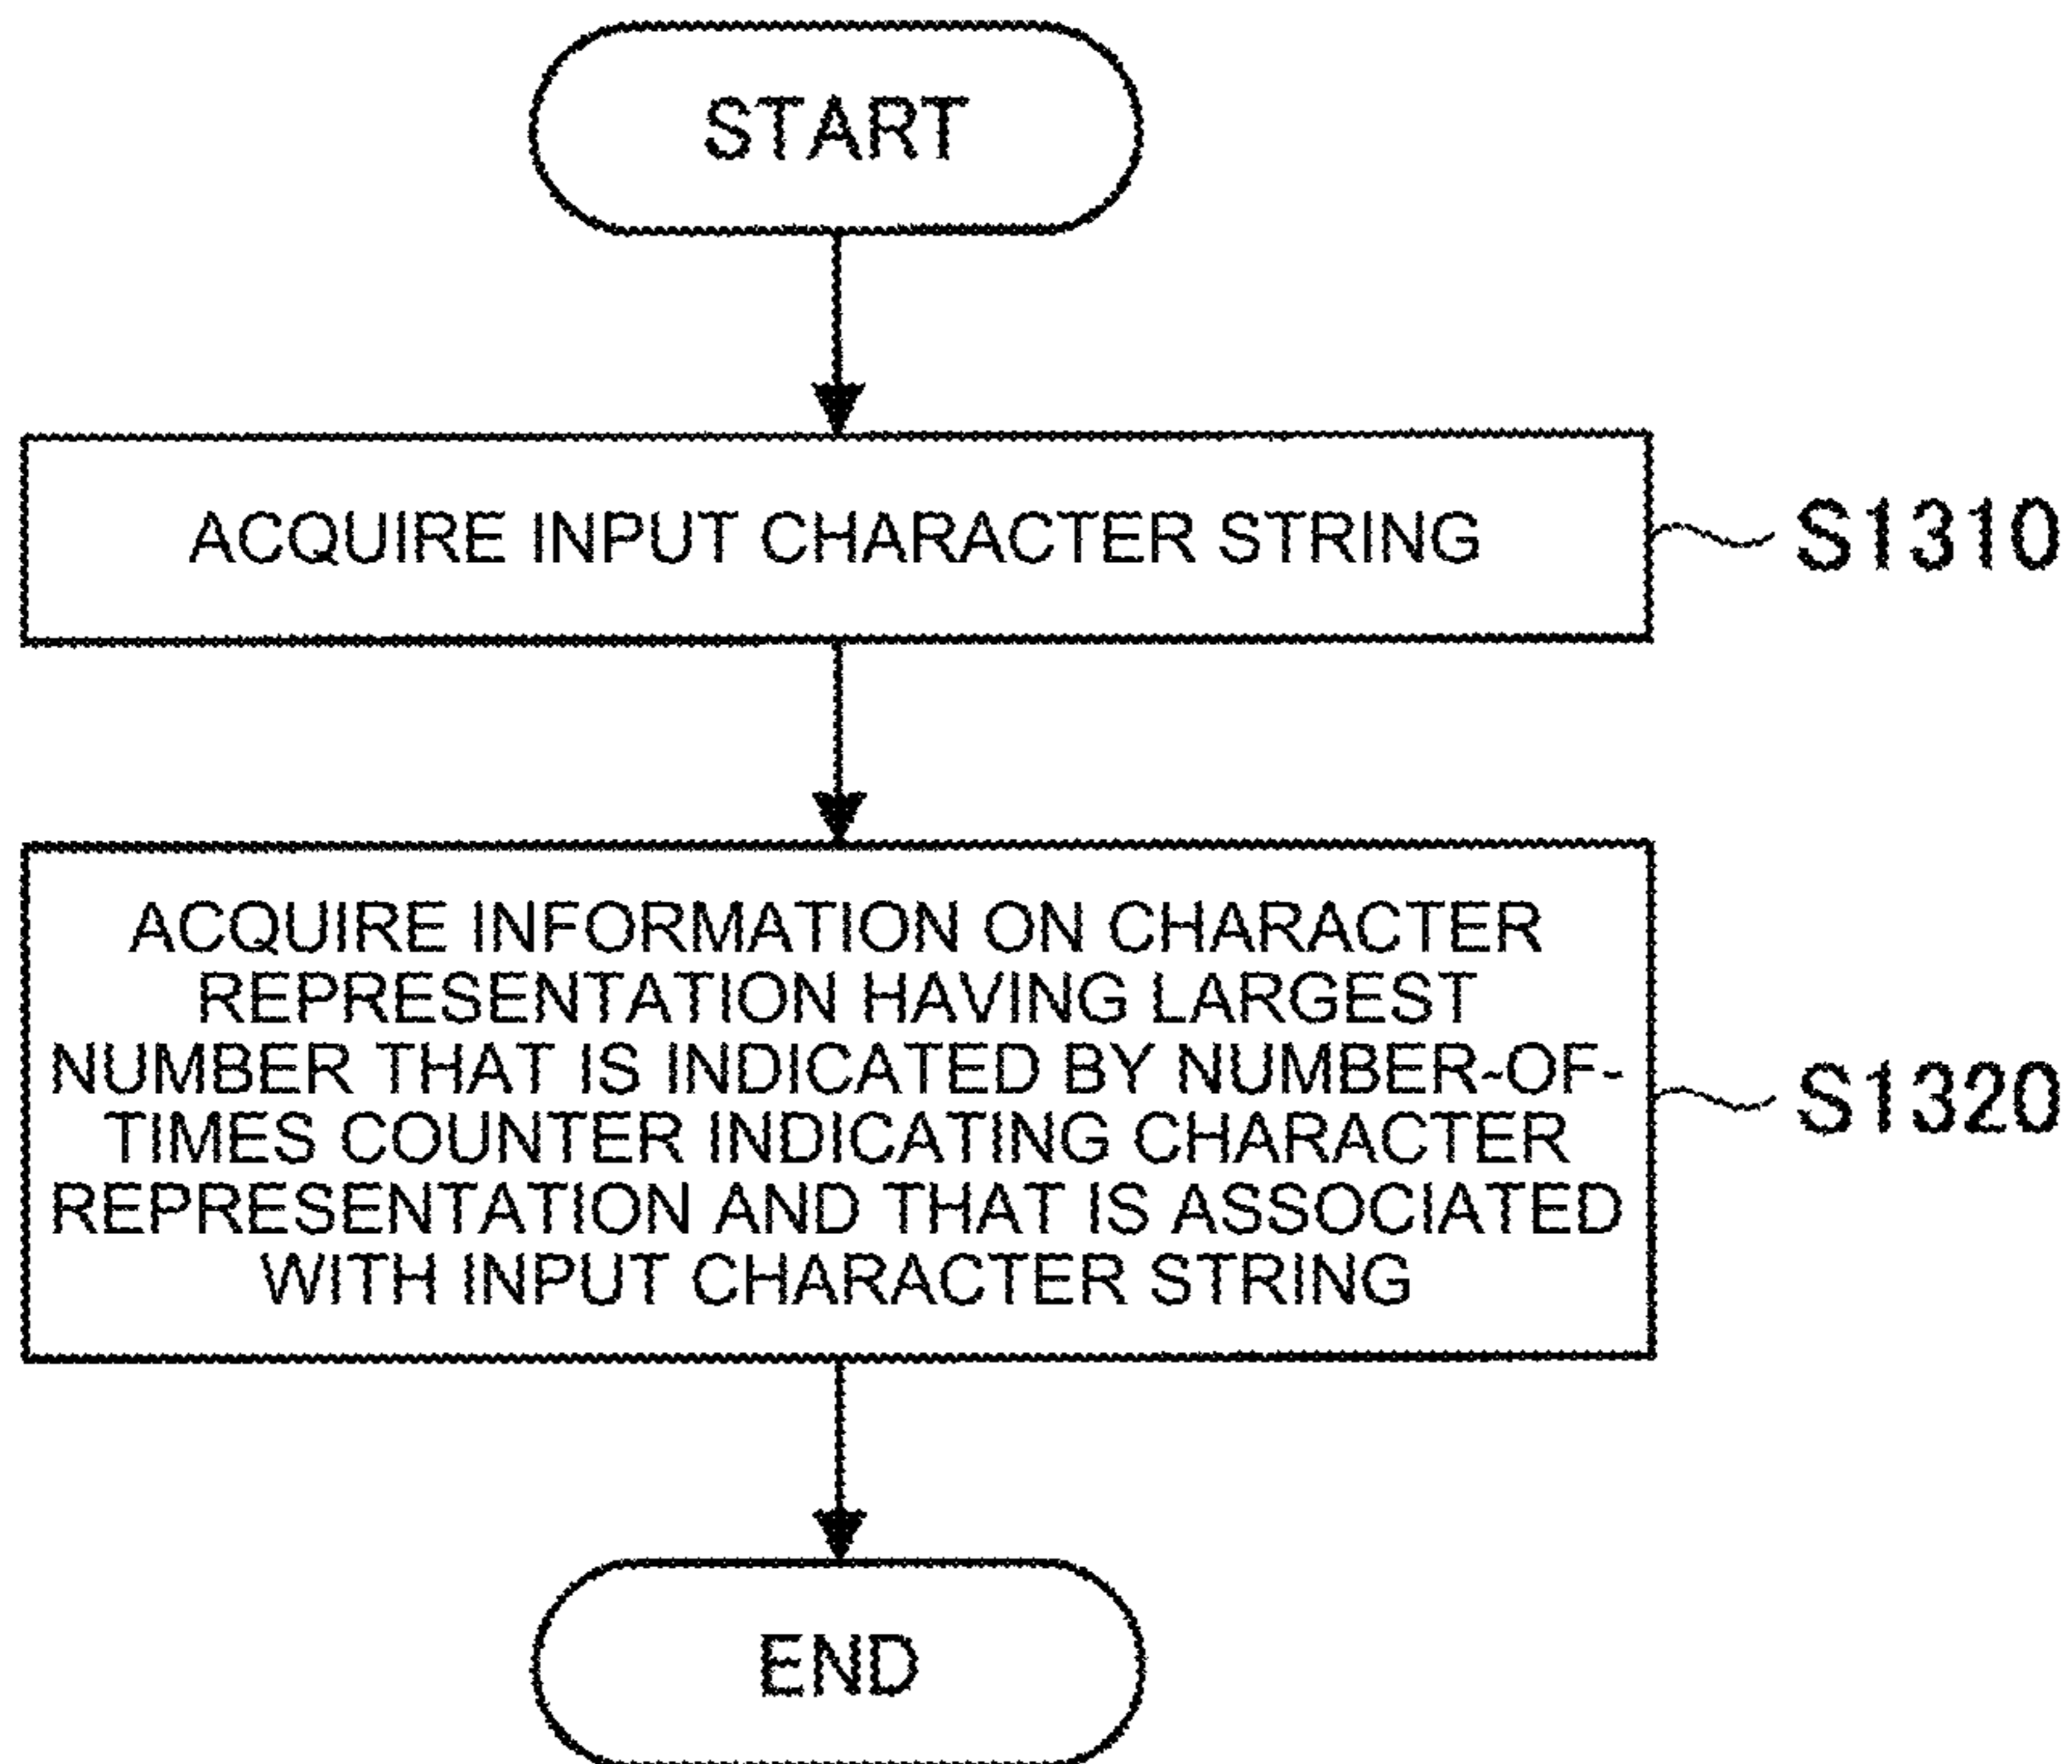 START
ACQUIRE INPUT CHARACTER STRING
S1310
ACQUIRE INFORMATION ON CHARACTER
REPRESENTATION HAVING LARGEST
NUMBER THAT IS INDICATED BY NUMBER-OF-
TIMES COUNTER INDICATING CHARACTER
REPRESENTATION AND THAT IS ASSOCIATED
WITH INPUT CHARACTER STRING
S1320
END